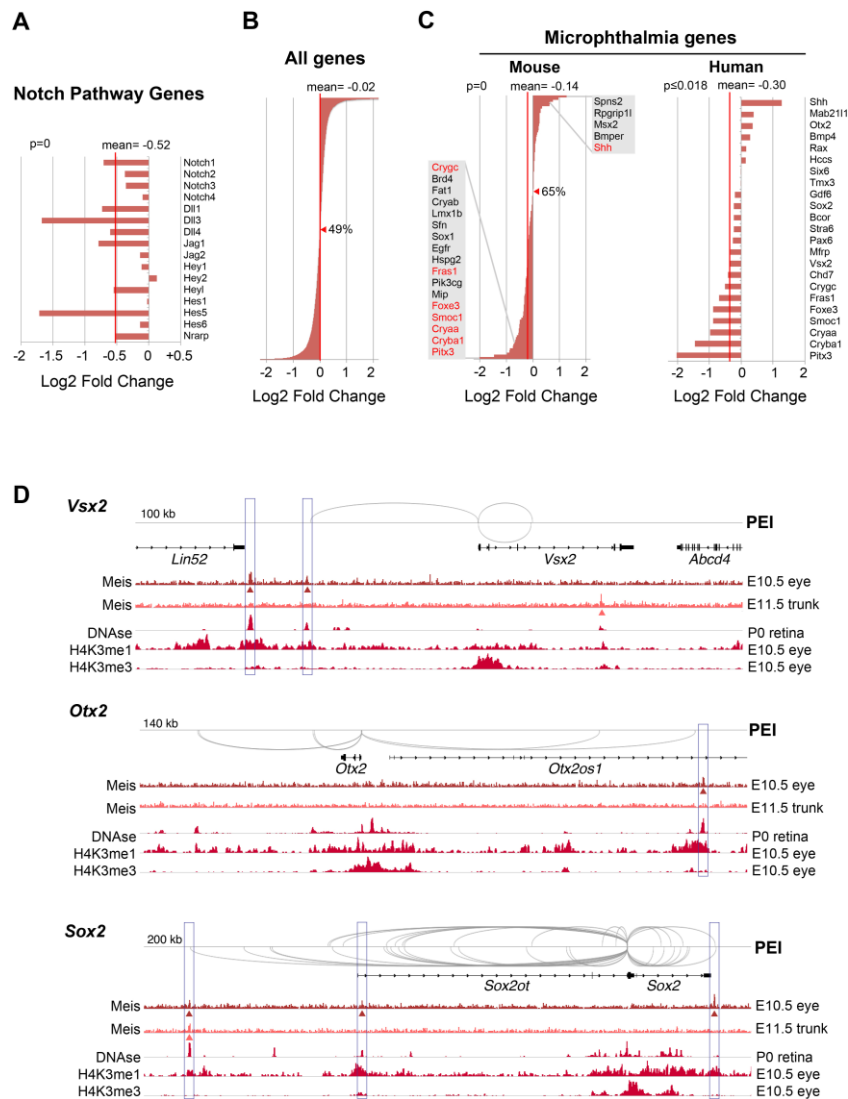 A
B
C
Microphthalmia genes
All genes
Mouse
Human
Notch Pathway Genes
mean= -0.02
p=0
mean= -0.14
p≤0.018
mean= -0.30
p=0
mean= -0.52
Notch1
Notch2
Notch3
Notch4
Dll1
Dll3
Dll4
Jag1
Jag2
Hey1
Hey2
Heyl
Hes1
Hes5
Hes6
Nrarp
-2
-1.5
-1
-0.5
0
+0.5
Log2 Fold Change
49%
-2
-1
0
1
2
Log2 Fold Change
Spns2
Rpgrip1l
Msx2
Bmper
Shh
65%
Crygc
Brd4
Fat1
Cryab
Lmx1b
Sfn
Sox1
Egfr
Hspg2
Fras1
Pik3cg
Mip
Foxe3
Smoc1
Cryaa
Cryba1
Pitx3
-2
-1
0
1
2
Log2 Fold Change
Shh
Mab21l1
Otx2
Bmp4
Rax
Hccs
Six6
Tmx3
Gdf6
Sox2
Bcor
Stra6
Pax6
Mfrp
Vsx2
Chd7
Crygc
Fras1
Foxe3
Smoc1
Cryaa
Cryba1
Pitx3
-2
-1
0
1
2
Log2 Fold Change
D
Vsx2
100 kb
PEI
Lin52
Vsx2
Abcd4
Meis
E10.5 eye
Meis
E11.5 trunk
DNAse
P0 retina
H4K3me1
E10.5 eye
H4K3me3
E10.5 eye
Otx2
140 kb
PEI
Otx2
Otx2os1
Meis
E10.5 eye
Meis
E11.5 trunk
DNAse
P0 retina
H4K3me1
E10.5 eye
H4K3me3
E10.5 eye
Sox2
200 kb
PEI
Sox2ot
Sox2
Meis
E10.5 eye
Meis
E11.5 trunk
DNAse
P0 retina
H4K3me1
E10.5 eye
H4K3me3
E10.5 eye